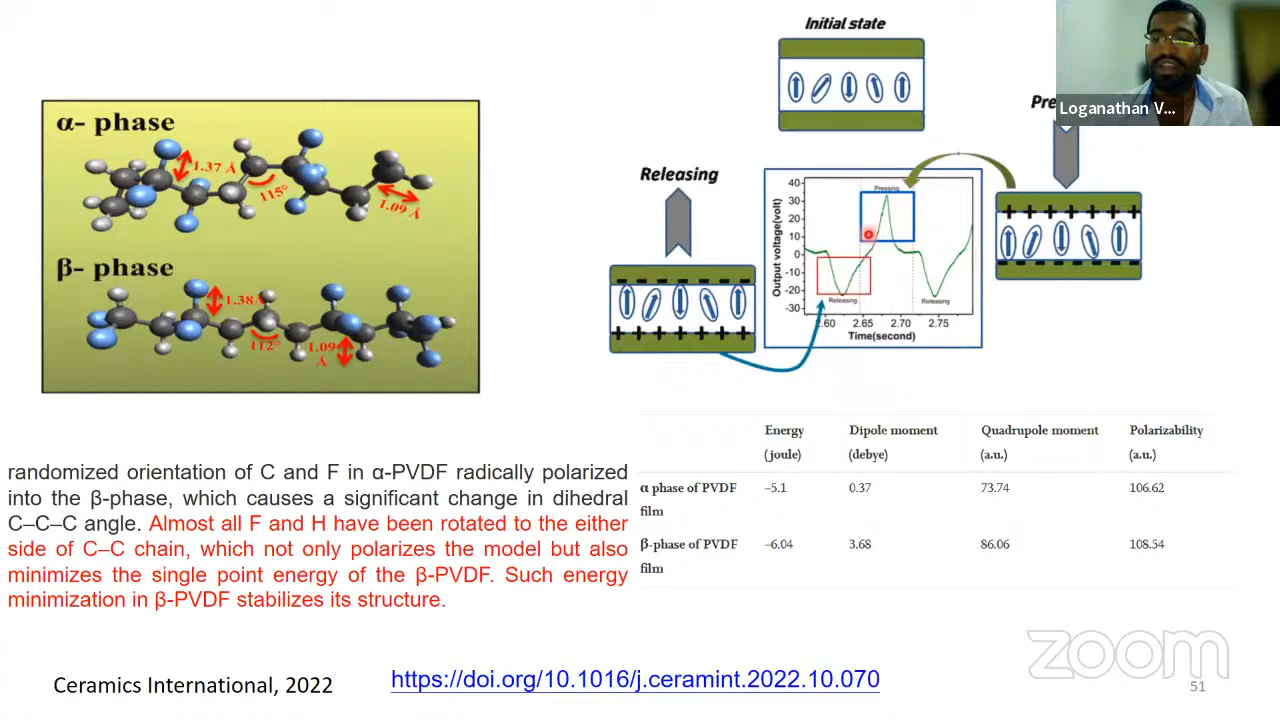 Initial state
Pre
Loganathan V...
α- phase
1.37 Å
115°
1.09 Å
β- phase
1.38Å
112°
1.09
Å
Releasing
Output voltage(volt)
40
30
20
10
0
-10
-20
-30
Pressing
Releasing
Releasing
2.60 2.65 2.70 2.75
Time(second)
+ + + + + + +
- - - - - - -
- - - - - - -
+ + + + + + +
Energy Dipole moment Quadrupole moment Polarizability
(joule) (debye) (a.u.) (a.u.)
α phase of PVDF –5.1 0.37 73.74 106.62
film
β-phase of PVDF –6.04 3.68 86.06 108.54
film
randomized orientation of C and F in α-PVDF radically polarized
into the β-phase, which causes a significant change in dihedral
C–C–C angle. Almost all F and H have been rotated to the either
side of C–C chain, which not only polarizes the model but also
minimizes the single point energy of the β-PVDF. Such energy
minimization in β-PVDF stabilizes its structure.
Ceramics International, 2022
https://doi.org/10.1016/j.ceramint.2022.10.070
zoom
51